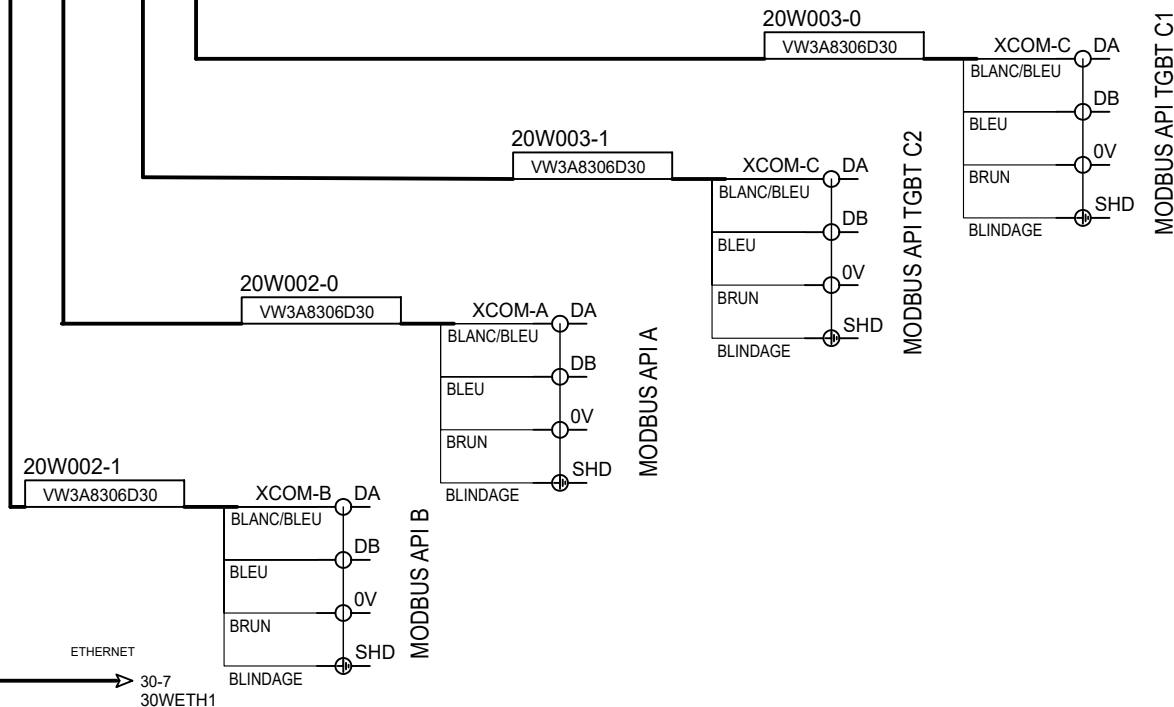 20W003-0
VW3A8306D30
XCOM-C DA
BLANC/BLEU
DB
BLEU
0V
BRUN
SHD
BLINDAGE
MODBUS API TGBT C1
20W003-1
VW3A8306D30
XCOM-C DA
BLANC/BLEU
DB
BLEU
0V
BRUN
SHD
BLINDAGE
MODBUS API TGBT C2
20W002-0
VW3A8306D30
XCOM-A DA
BLANC/BLEU
DB
BLEU
0V
BRUN
SHD
BLINDAGE
MODBUS API A
20W002-1
VW3A8306D30
XCOM-B DA
BLANC/BLEU
DB
BLEU
0V
BRUN
SHD
BLINDAGE
MODBUS API B
ETHERNET
30-7
30WETH1